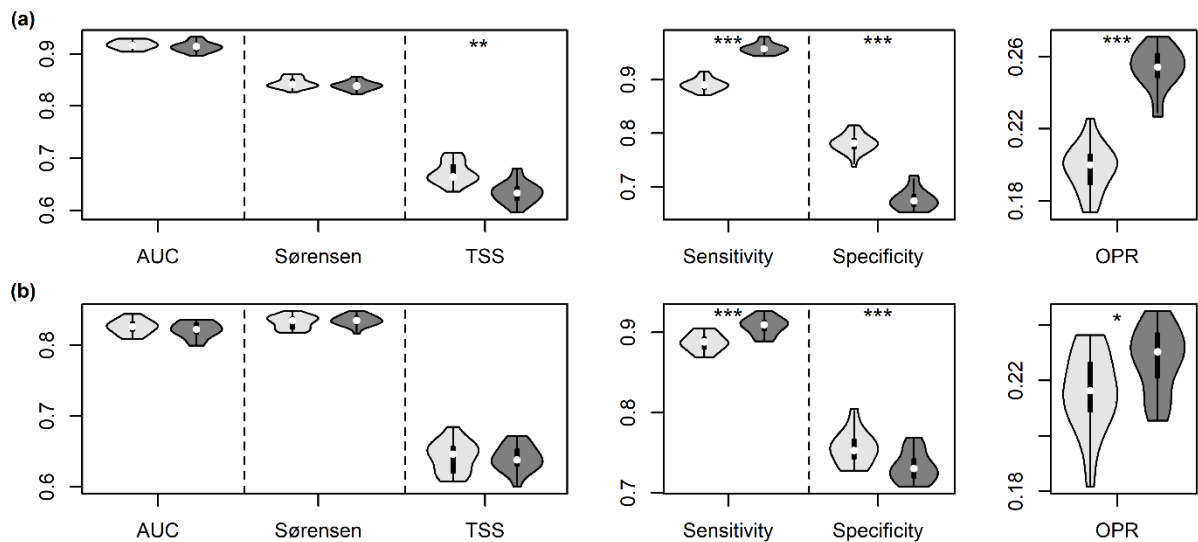 (a)
0.9
0.8
0.7
0.6
**
AUC
Sørensen
TSS
0.9
0.8
0.7
***
***
Sensitivity
Specificity
0.26
0.22
0.18
***
OPR
(b)
0.8
0.7
0.6
AUC
Sørensen
TSS
0.9
0.8
0.7
***
***
Sensitivity
Specificity
0.22
0.18
*
OPR